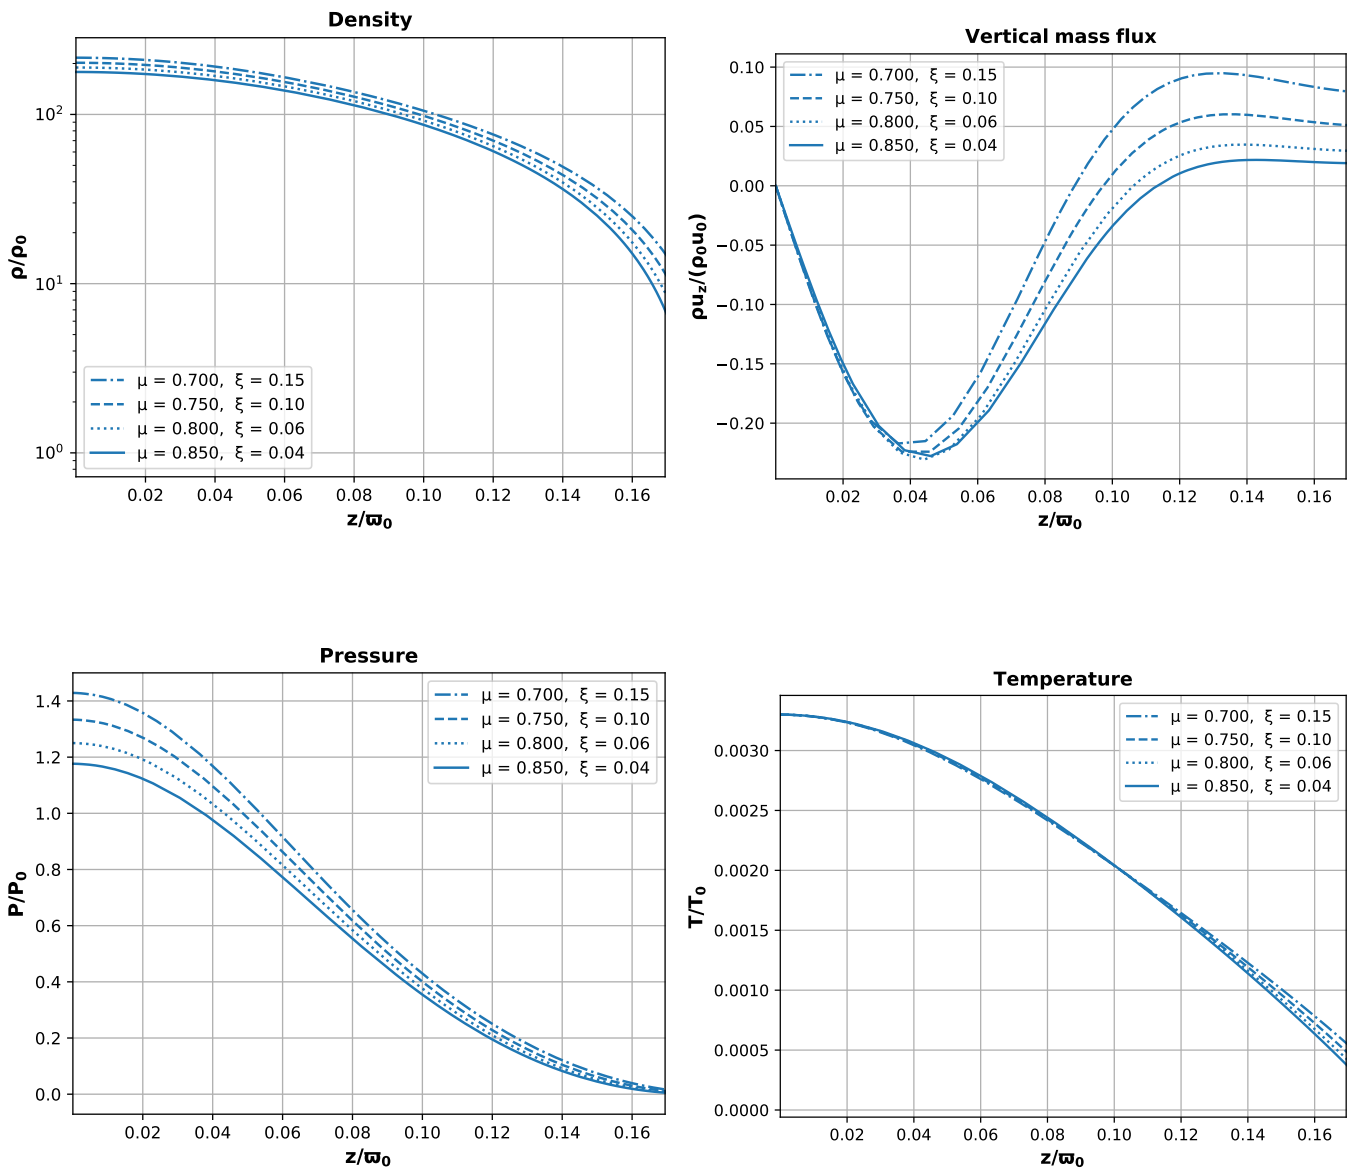 Density
10²
10¹
10⁰
ρ/ρ₀
μ = 0.700, ξ = 0.15
μ = 0.750, ξ = 0.10
μ = 0.800, ξ = 0.06
μ = 0.850, ξ = 0.04
0.02 0.04 0.06 0.08 0.10 0.12 0.14 0.16
z/ϖ₀
Vertical mass flux
0.10
0.05
0.00
−0.05
−0.10
−0.15
−0.20
ρu_z/(ρ₀u₀)
μ = 0.700, ξ = 0.15
μ = 0.750, ξ = 0.10
μ = 0.800, ξ = 0.06
μ = 0.850, ξ = 0.04
0.02 0.04 0.06 0.08 0.10 0.12 0.14 0.16
z/ϖ₀
Pressure
1.4
1.2
1.0
0.8
0.6
0.4
0.2
0.0
P/P₀
μ = 0.700, ξ = 0.15
μ = 0.750, ξ = 0.10
μ = 0.800, ξ = 0.06
μ = 0.850, ξ = 0.04
0.02 0.04 0.06 0.08 0.10 0.12 0.14 0.16
z/ϖ₀
Temperature
0.0030
0.0025
0.0020
0.0015
0.0010
0.0005
0.0000
T/T₀
μ = 0.700, ξ = 0.15
μ = 0.750, ξ = 0.10
μ = 0.800, ξ = 0.06
μ = 0.850, ξ = 0.04
0.02 0.04 0.06 0.08 0.10 0.12 0.14 0.16
z/ϖ₀